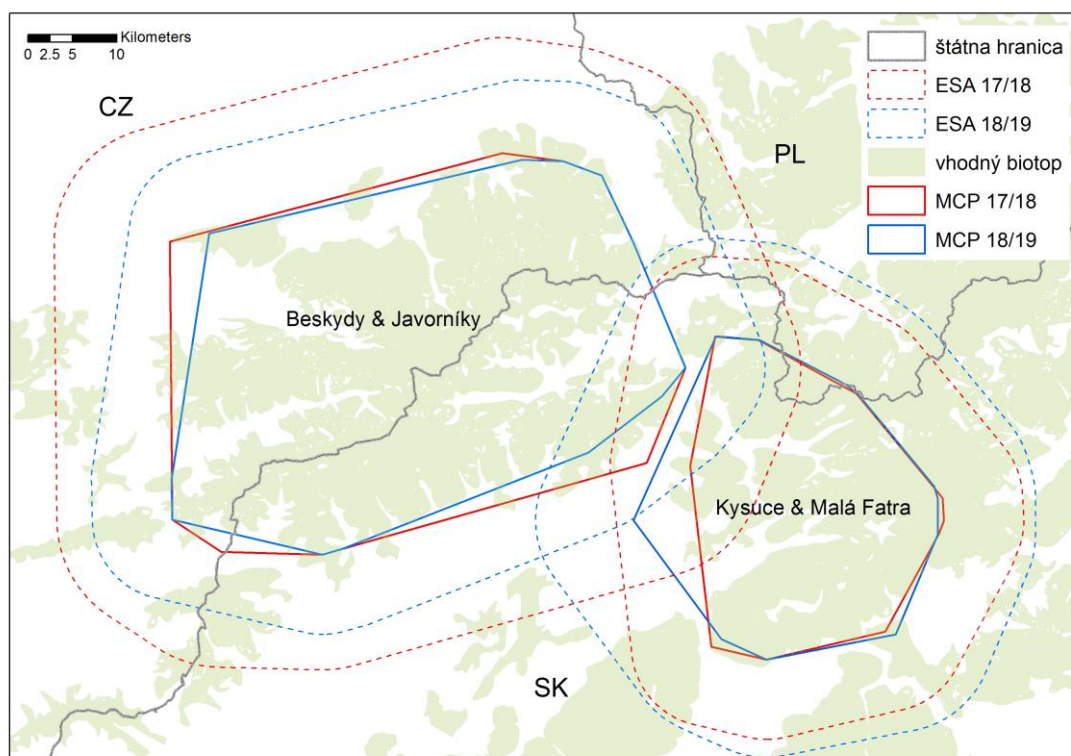 Kilometers
0 2.5 5 10
CZ
PL
SK
Beskydy & Javorníky
Kysuce & Malá Fatra
štátna hranica
ESA 17/18
ESA 18/19
vhodný biotop
MCP 17/18
MCP 18/19